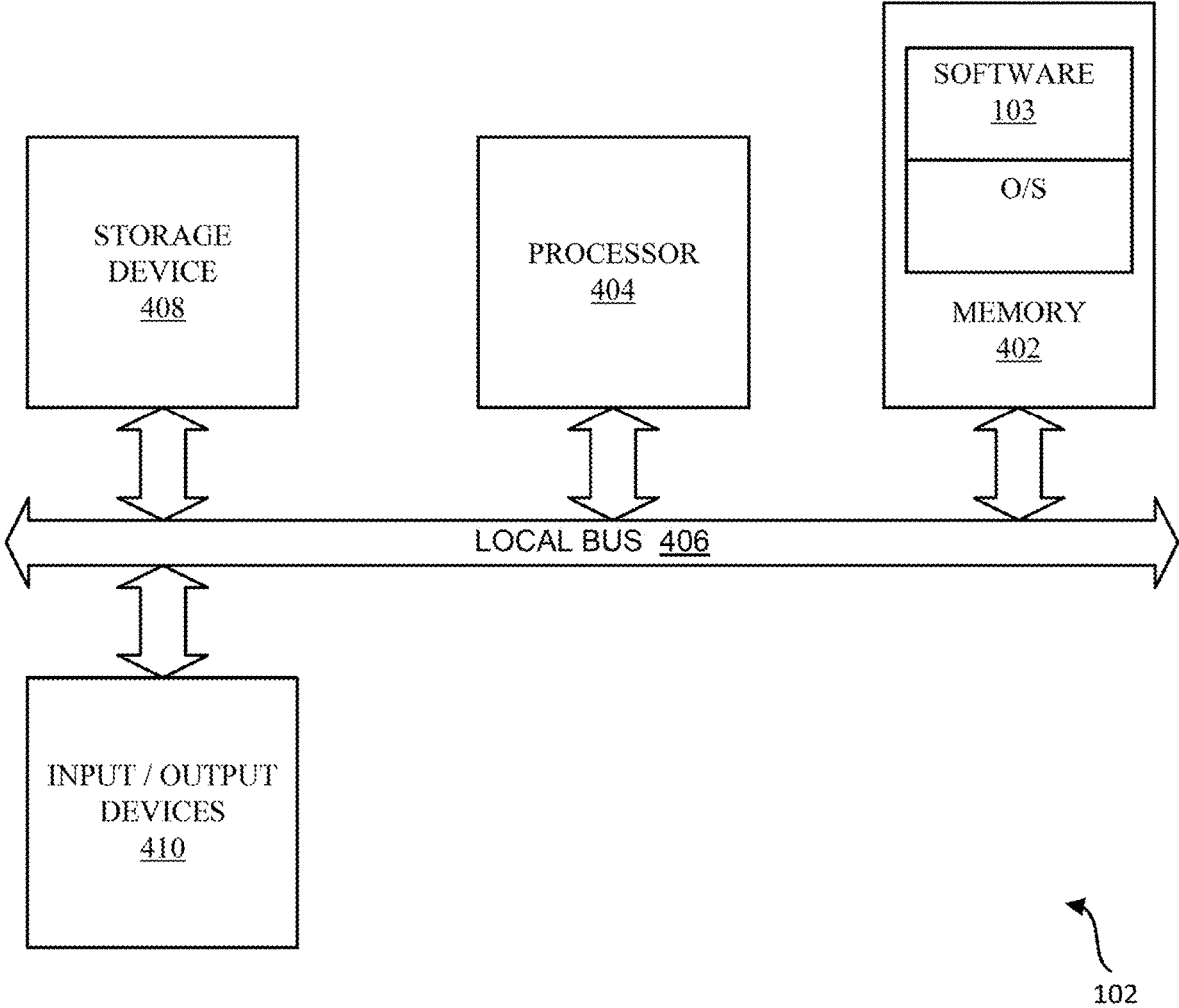 SOFTWARE
103
O/S
MEMORY
402
STORAGE
DEVICE
408
PROCESSOR
404
LOCAL BUS 406
INPUT / OUTPUT
DEVICES
410
102